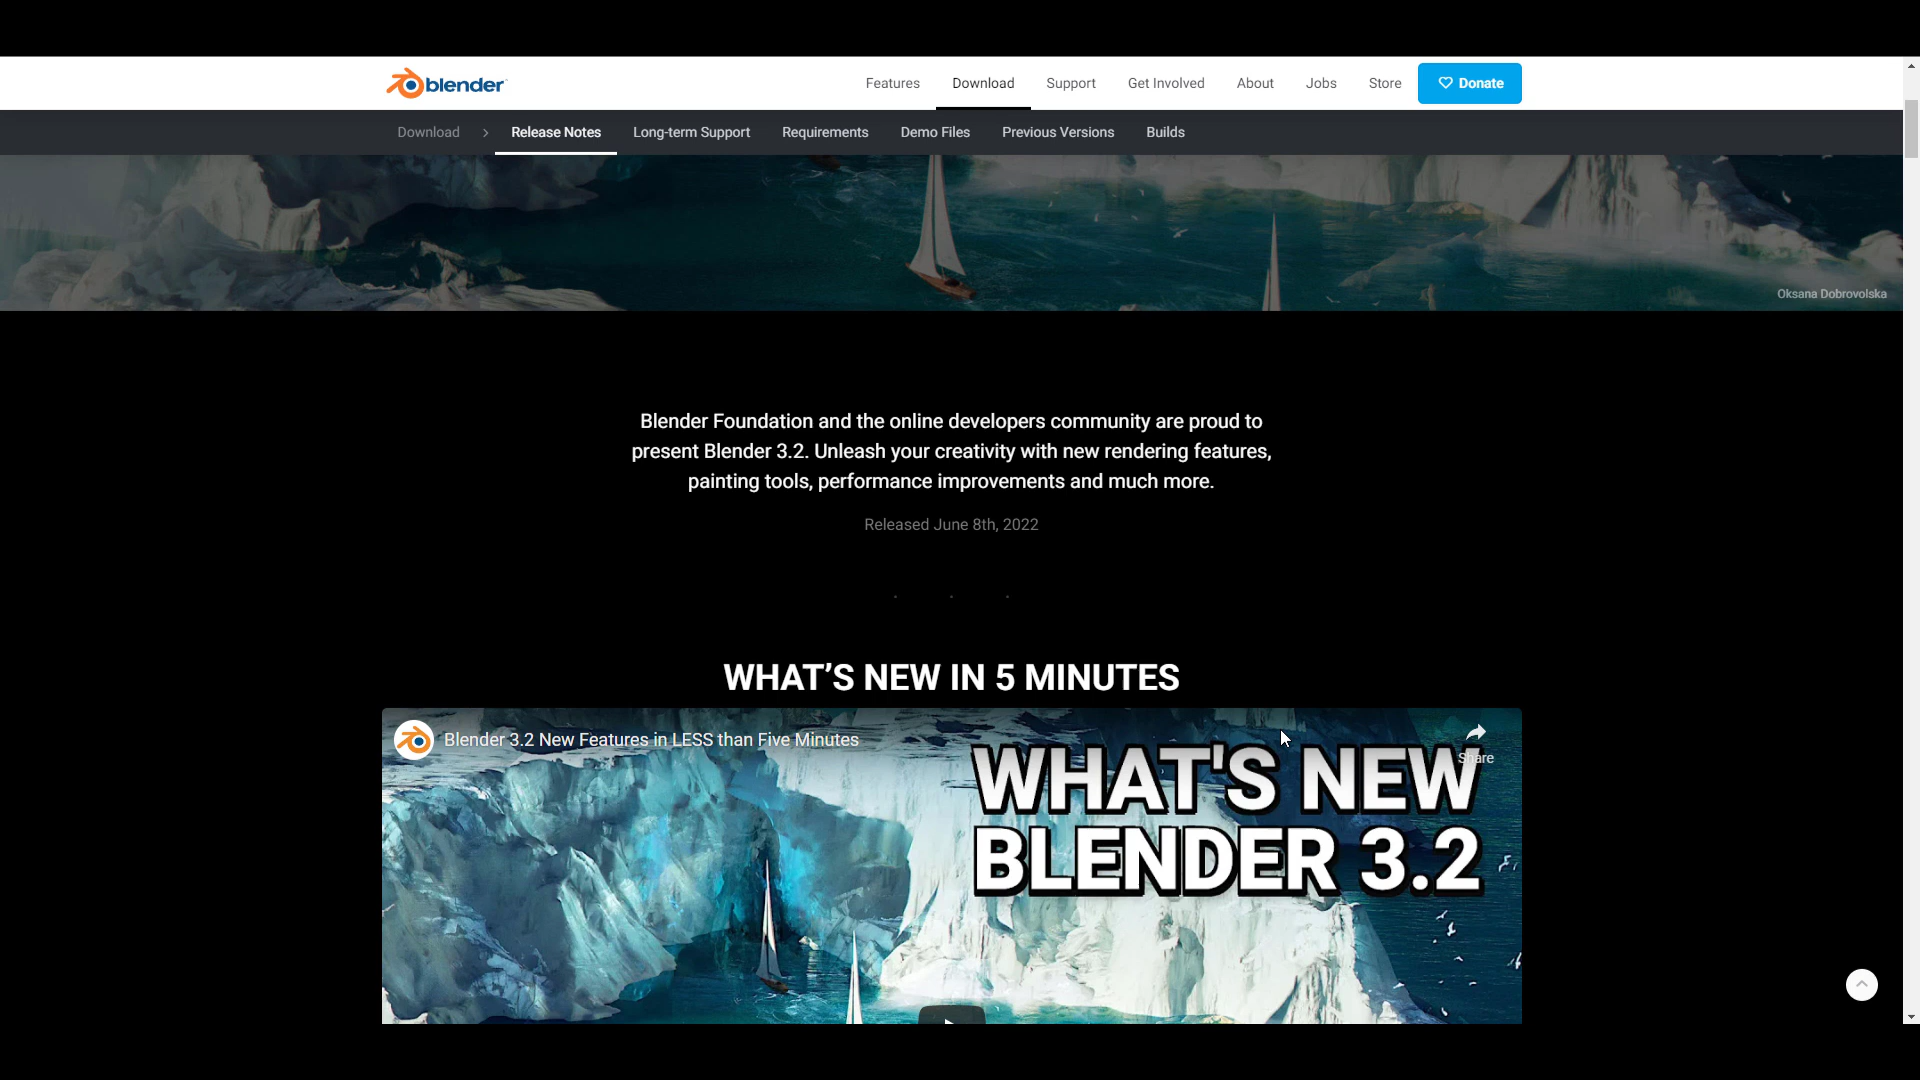 blender
Features Download Support Get Involved About Jobs Store Donate
Download Release Notes Long-term Support Requirements Demo Files Previous Versions Builds
Oksana Dobrovolska
Blender Foundation and the online developers community are proud to
present Blender 3.2. Unleash your creativity with new rendering features,
painting tools, performance improvements and much more.
Released June 8th, 2022
WHAT’S NEW IN 5 MINUTES
Blender 3.2 New Features in LESS than Five Minutes
Share
WHAT'S NEW
BLENDER 3.2